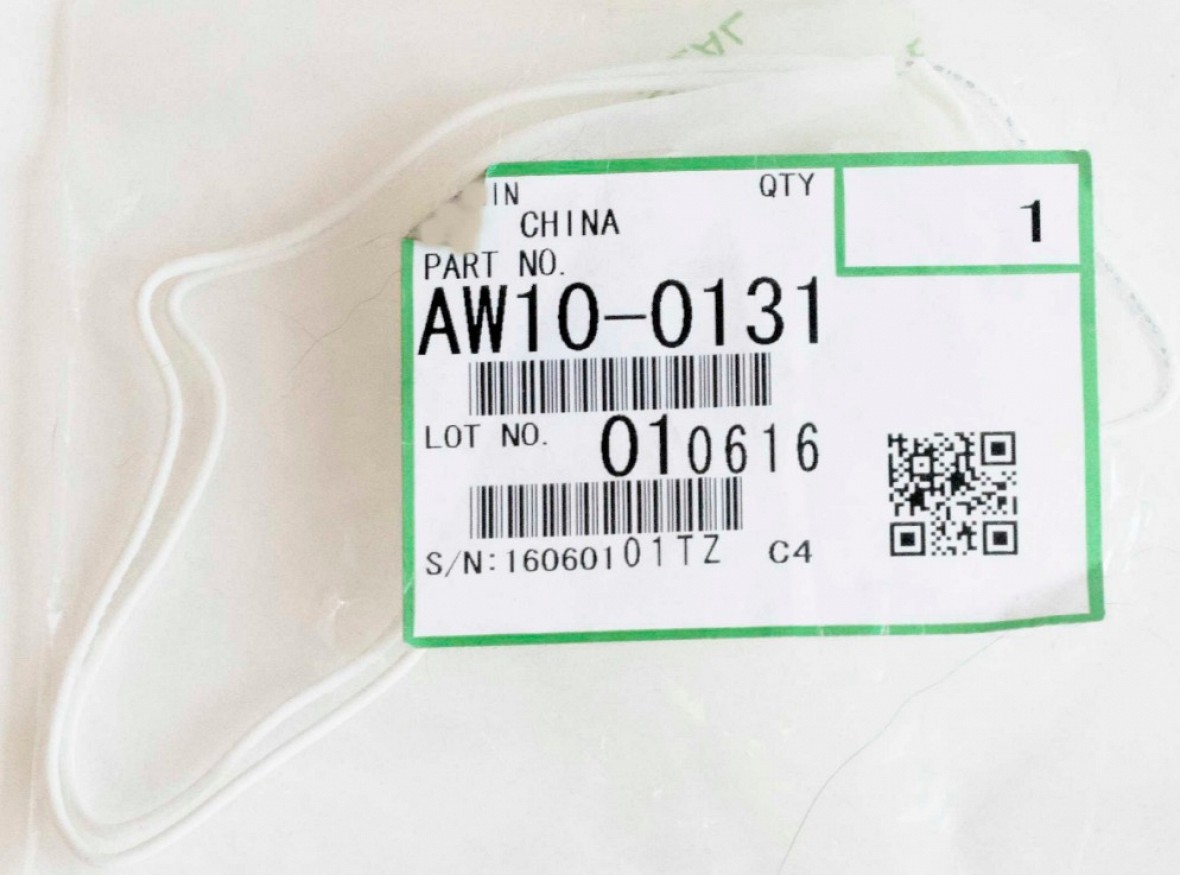 IN QTY 1
CHINA
PART NO.
AW10-0131
LOT NO. 010616
S/N:16060101TZ C4